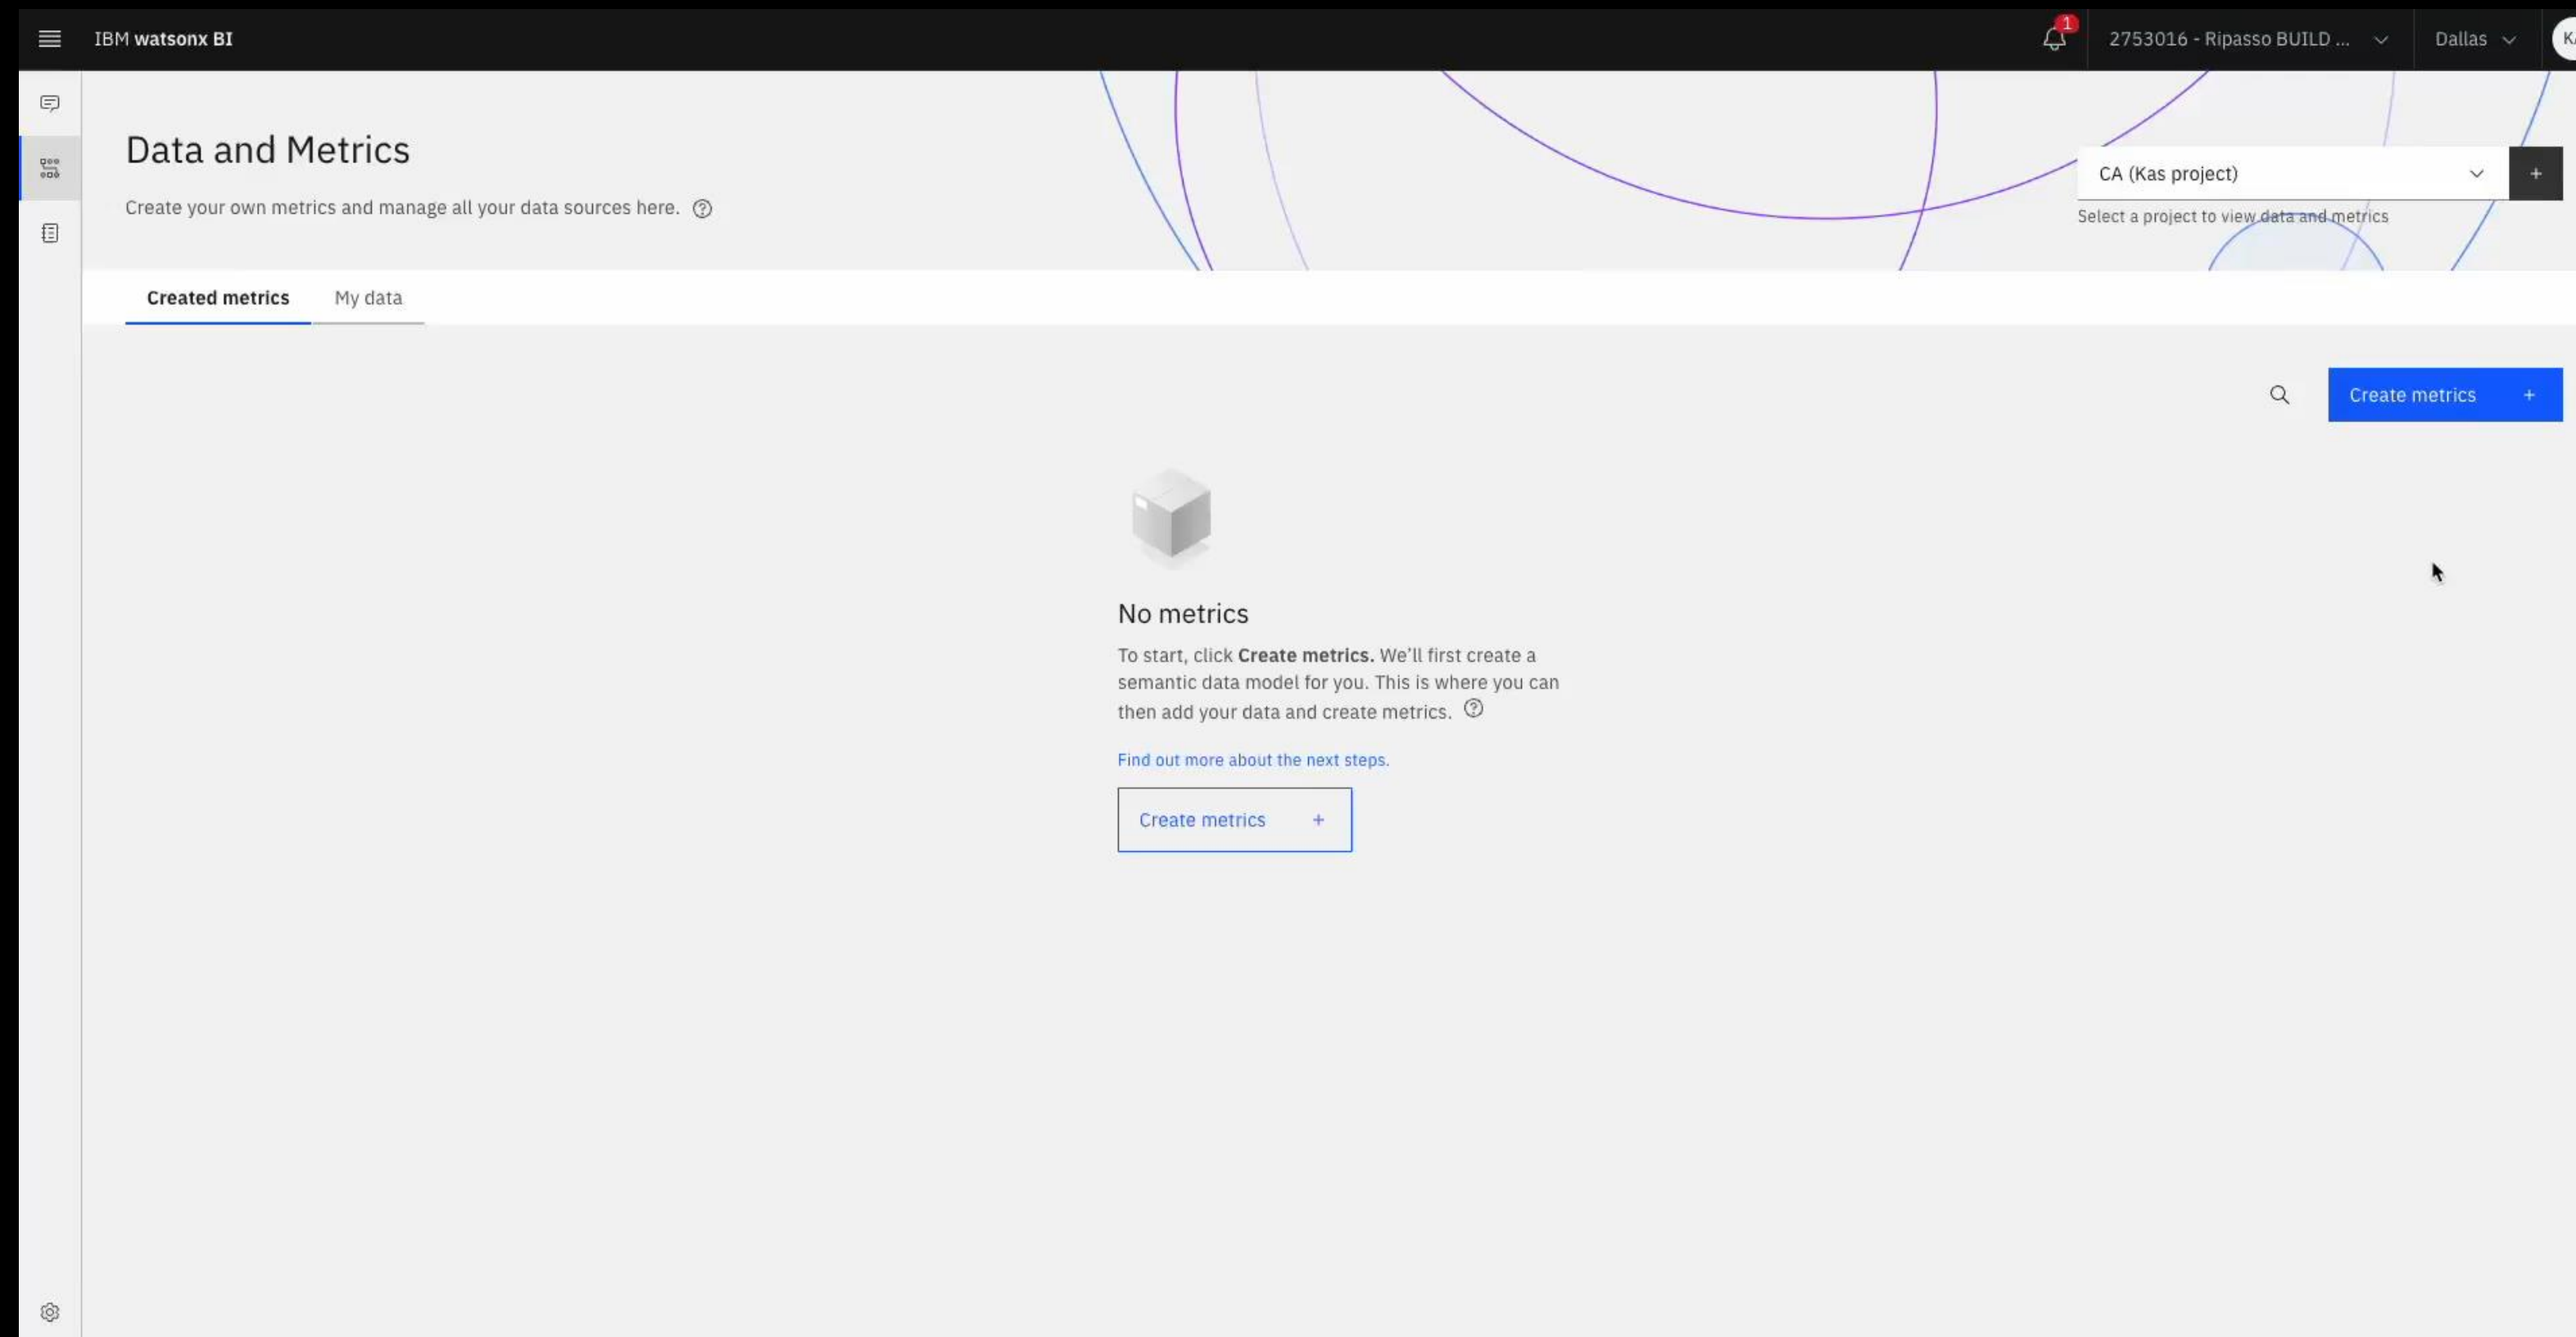 IBM watsonx BI
1
2753016 - Ripasso BUILD ...
Dallas
Data and Metrics
Create your own metrics and manage all your data sources here.
CA (Kas project)
Select a project to view data and metrics
Created metrics
My data
Create metrics
No metrics
To start, click Create metrics. We'll first create a
semantic data model for you. This is where you can
then add your data and create metrics.
Find out more about the next steps.
Create metrics